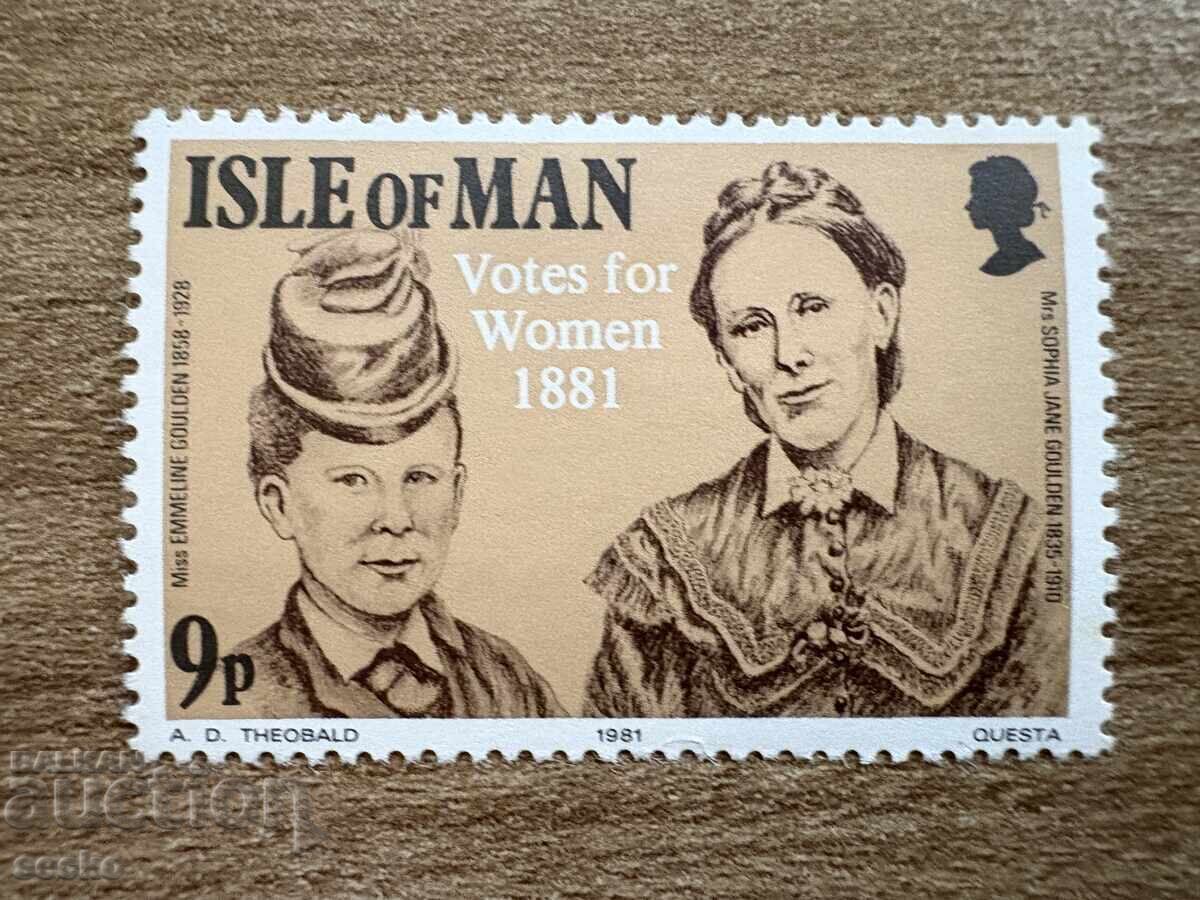 ISLE OF MAN
Votes for
Women
1881
Miss EMMELINE GOULDEN 1858 - 1928
Mrs SOPHIA JANE GOULDEN 1835 - 1910
9p
A. D. THEOBALD
1981
QUESTA
BALKAN
auction
sesko